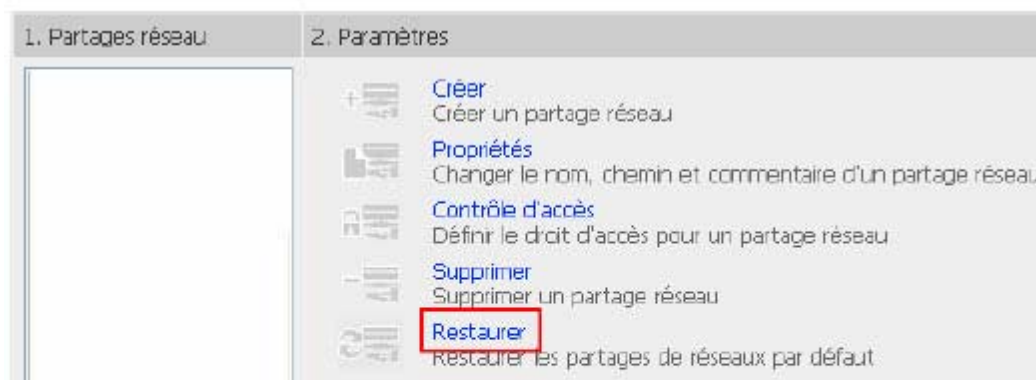 1. Partages réseau
2. Paramètres
Créer
Créer un partage réseau
Propriétés
Changer le nom, chemin et commentaire d'un partage réseau
Contrôle d'accès
Définir le droit d'accès pour un partage réseau
Supprimer
Supprimer un partage réseau
Restaurer
Restaurer les partages de réseaux par défaut